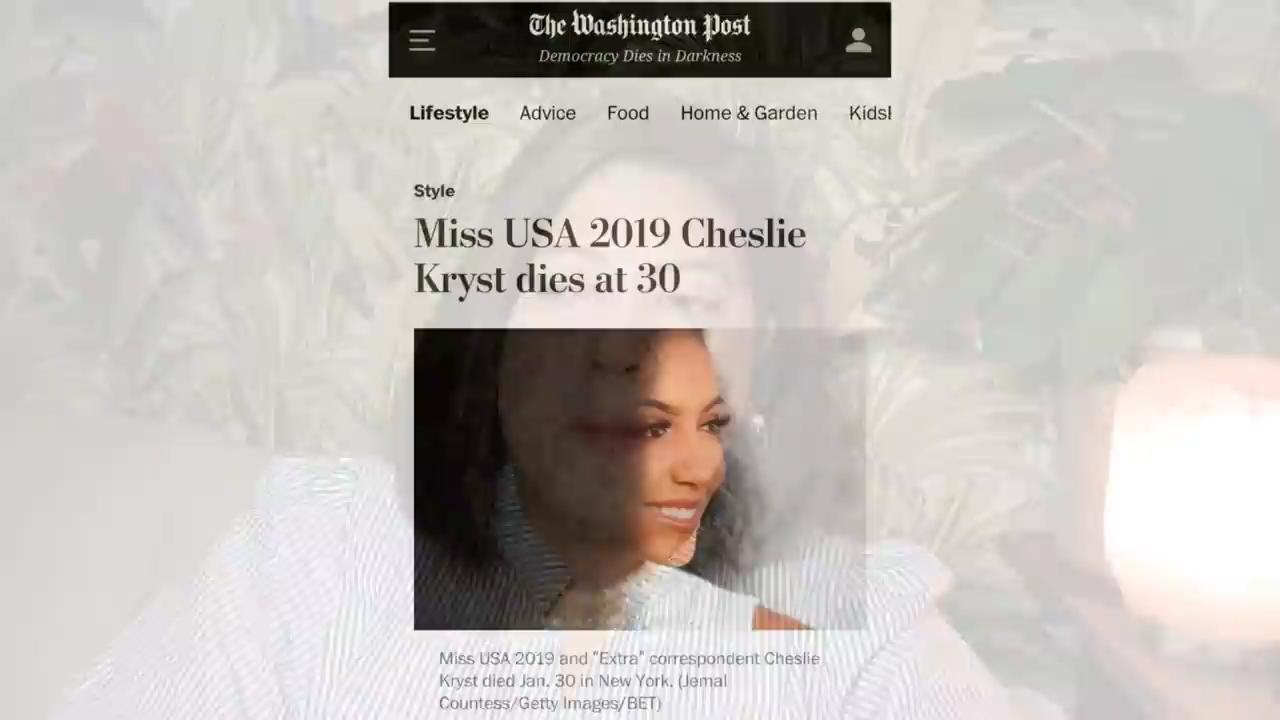 The Washington Post
Democracy Dies in Darkness
Lifestyle Advice Food Home & Garden
Style
Miss USA 2019 Cheslie
Kryst dies at 30
Miss USA 2019 and "Extra" correspondent Cheslie
Kryst died Jan. 30 in New York. (Jemal
Countess/Getty Images/BET)